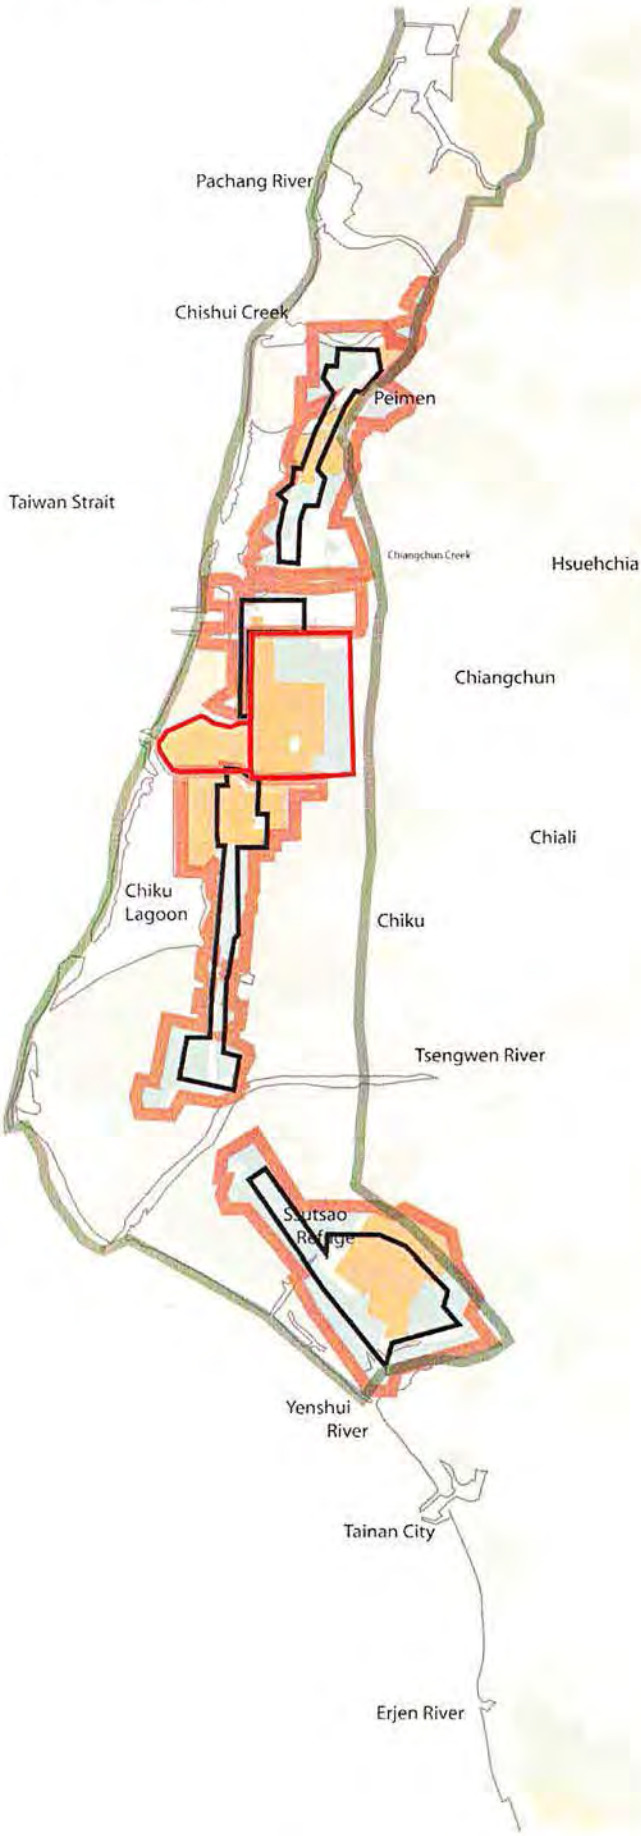 Pachang River
Chishui Creek
Peimen
Taiwan Strait
Chiangchun Creek
Hsuehchia
Chiangchun
Chiali
Chiku
Lagoon
Chiku
Tsengwen River
Ssutsao
Refuge
Yenshui
River
Tainan City
Erjen River